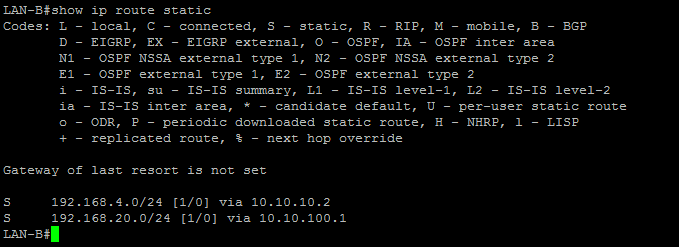 LAN-B#show ip route static
Codes: L - local, C - connected, S - static, R - RIP, M - mobile, B - BGP
       D - EIGRP, EX - EIGRP external, O - OSPF, IA - OSPF inter area
       N1 - OSPF NSSA external type 1, N2 - OSPF NSSA external type 2
       E1 - OSPF external type 1, E2 - OSPF external type 2
       i - IS-IS, su - IS-IS summary, L1 - IS-IS level-1, L2 - IS-IS level-2
       ia - IS-IS inter area, * - candidate default, U - per-user static route
       o - ODR, P - periodic downloaded static route, H - NHRP, l - LISP
       + - replicated route, % - next hop override

Gateway of last resort is not set

S     192.168.4.0/24 [1/0] via 10.10.10.2
S     192.168.20.0/24 [1/0] via 10.10.100.1
LAN-B#